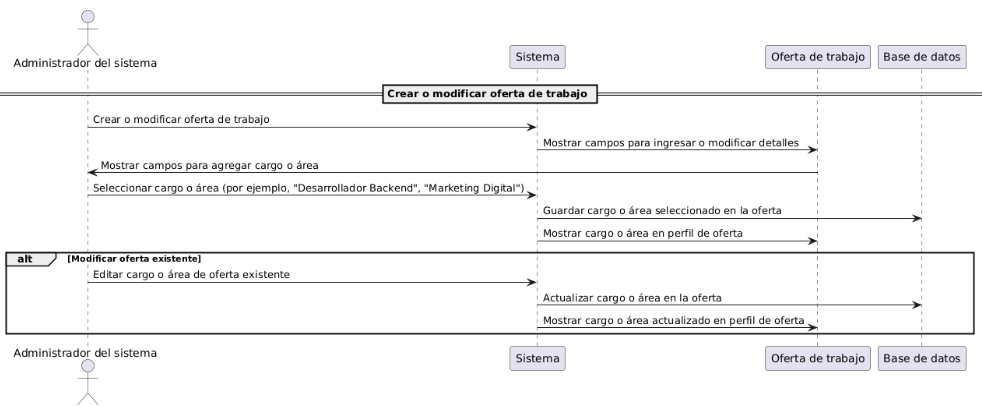 Administrador del sistema
Sistema
Oferta de trabajo
Base de datos
Crear o modificar oferta de trabajo
Crear o modificar oferta de trabajo
Mostrar campos para ingresar o modificar detalles
Mostrar campos para agregar cargo o área
Seleccionar cargo o área (por ejemplo, "Desarrollador Backend", "Marketing Digital")
Guardar cargo o área seleccionado en la oferta
Mostrar cargo o área en perfil de oferta
alt [Modificar oferta existente]
Editar cargo o área de oferta existente
Actualizar cargo o área en la oferta
Mostrar cargo o área actualizado en perfil de oferta
Administrador del sistema
Sistema
Oferta de trabajo
Base de datos